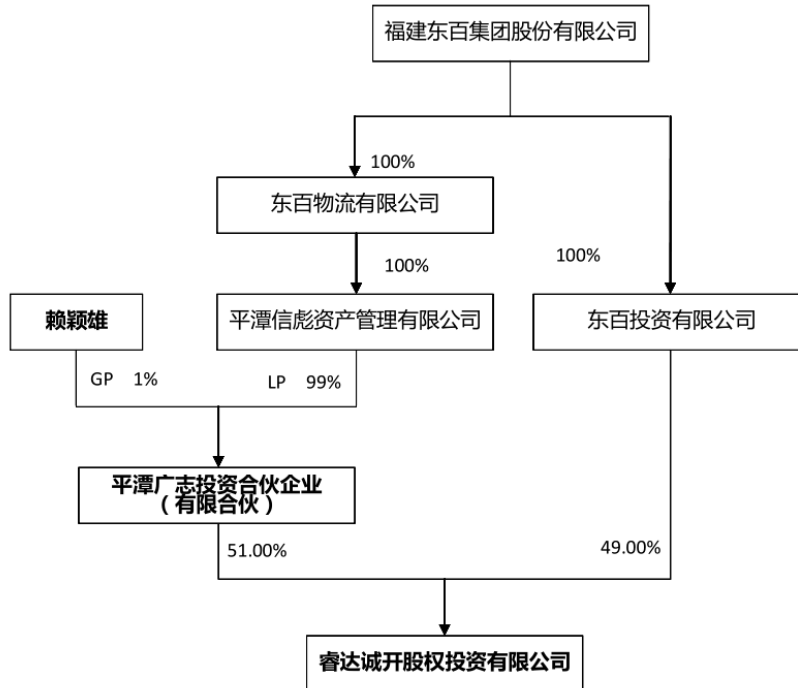 福建东百集团股份有限公司
100%
东百物流有限公司
100%
100%
赖颖雄
平潭信彪资产管理有限公司
东百投资有限公司
GP 1%
LP 99%
平潭广志投资合伙企业
（有限合伙）
51.00%
49.00%
睿达诚开股权投资有限公司